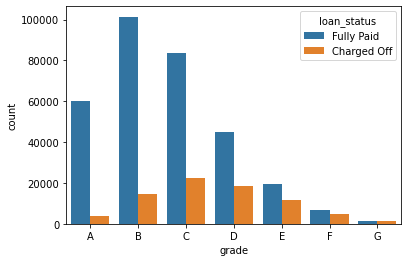 loan_status
Fully Paid
Charged Off
100000
80000
60000
40000
20000
0
count
A B C D E F G
grade